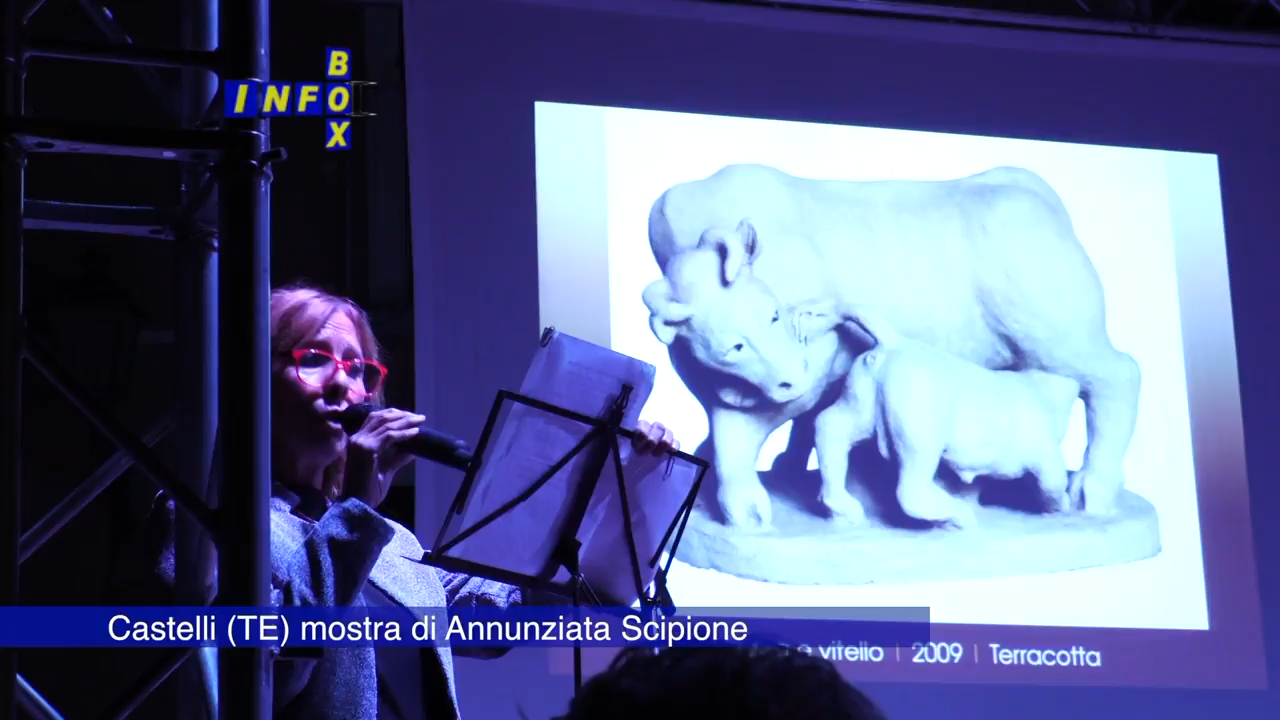 INFO BOX
Castelli (TE) mostra di Annunziata Scipione
e vitello | 2009 | Terracotta